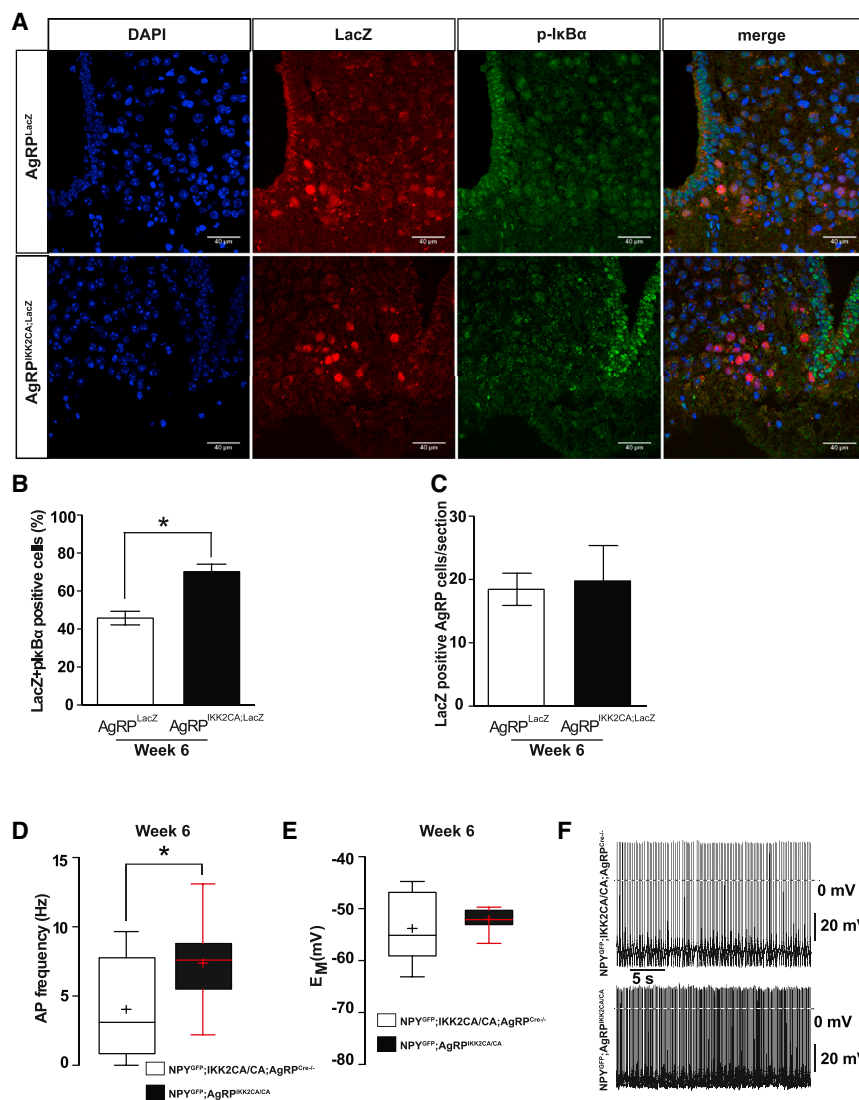 A
DAPI LacZ p-IκBα merge
AgRP^LacZ
40 µm 40 µm 40 µm 40 µm
AgRP^IKK2CA;LacZ
40 µm 40 µm 40 µm 40 µm
B
LacZ+pIκBα positive cells (%)
100
80
60
40
20
0
*
AgRP^LacZ AgRP^IKK2CA;LacZ
Week 6
C
LacZ positive AgRP cells/section
30
20
10
0
AgRP^LacZ AgRP^IKK2CA;LacZ
Week 6
D
Week 6
AP frequency (Hz)
15
10
5
0
*
NPY^GFP;IKK2CA/CA;AgRP^Cre-/-
NPY^GFP;AgRP^IKK2CA/CA
E
Week 6
E_M(mV)
-40
-50
-60
-70
-80
NPY^GFP;IKK2CA/CA;AgRP^Cre-/-
NPY^GFP;AgRP^IKK2CA/CA
F
NPY^GFP;IKK2CA/CA;AgRP^Cre-/-
0 mV
20 mV
5 s
NPY^GFP;AgRP^IKK2CA/CA
0 mV
20 mV